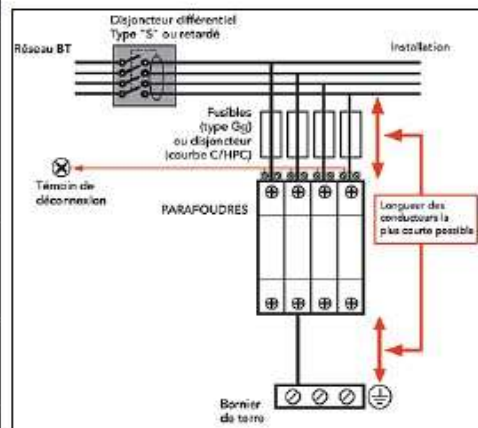 Disjoncteur différentiel
Type "S" ou retardé
Réseau BT
Installation
Fusibles
(type Gg)
ou disjoncteur
(courbe C/HPC)
Témoin de
déconnexion
PARAFOUDRES
Longueur des
conducteurs la
plus courte possible
Bornier
de terre